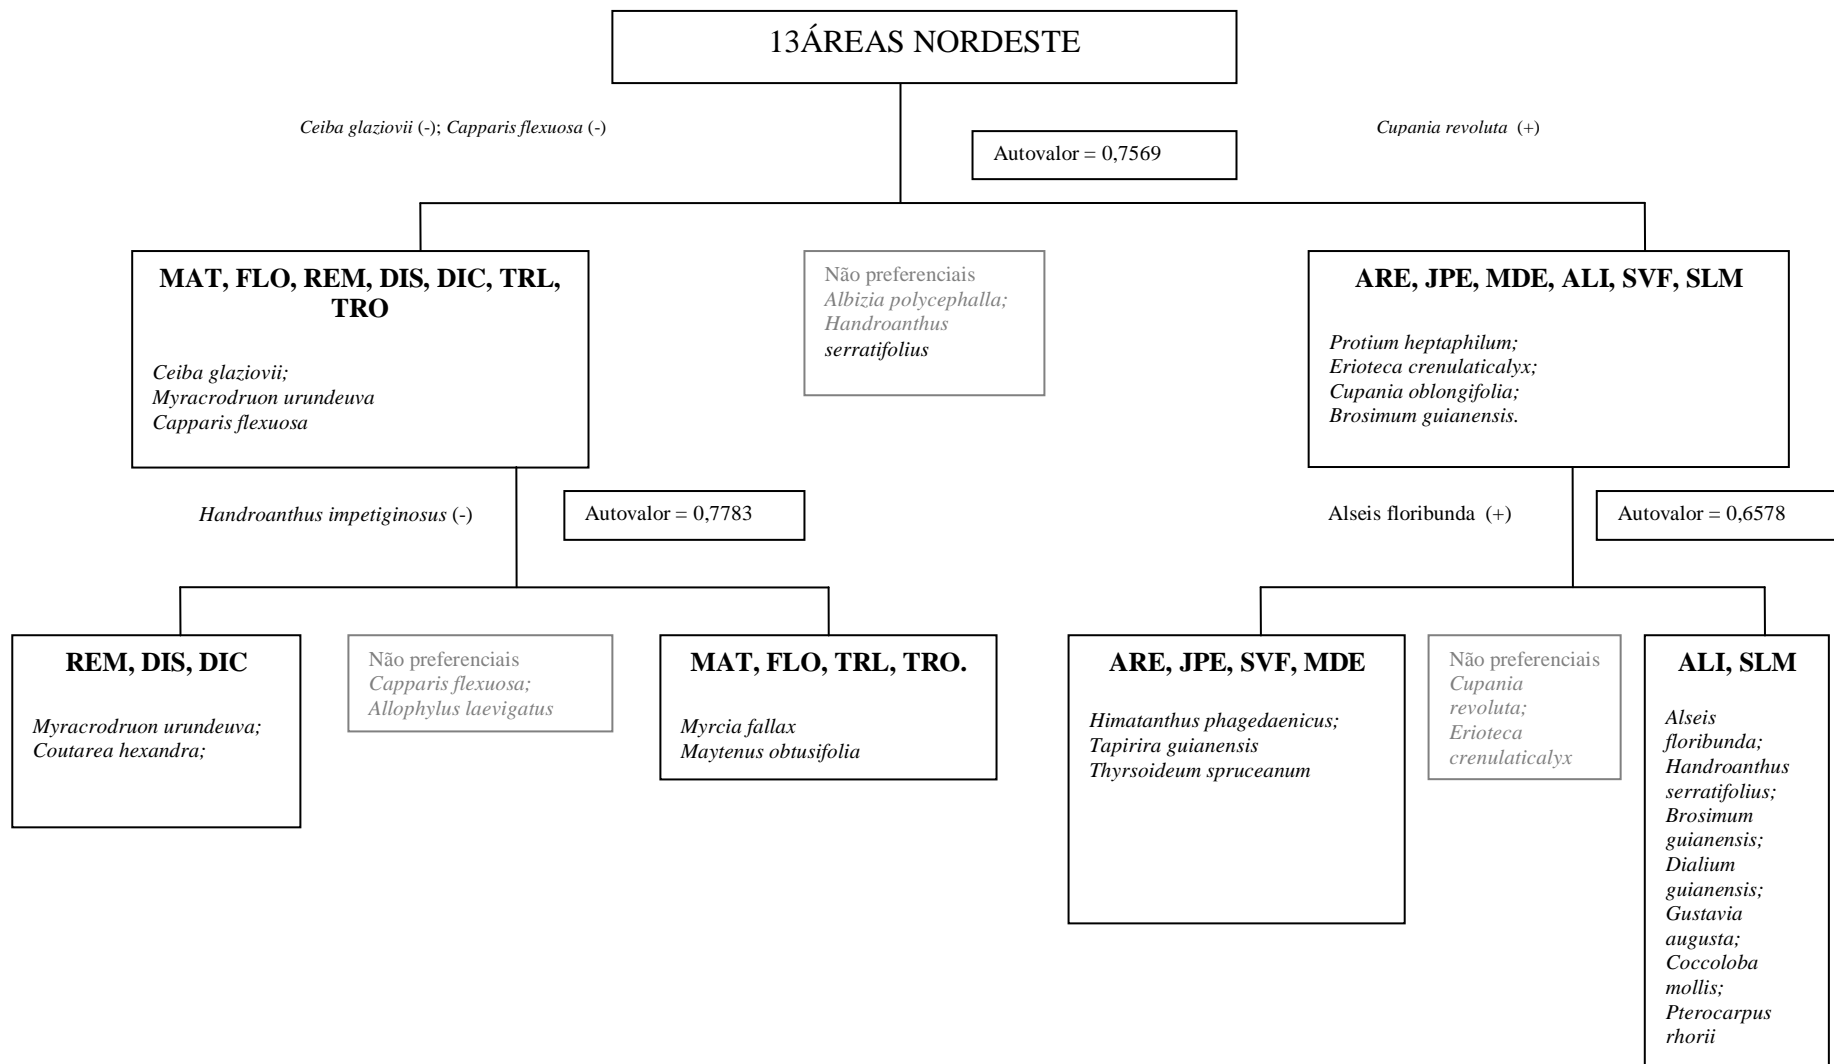 13ÁREAS NORDESTE
Ceiba glaziovii (-); Capparis flexuosa (-)
Cupania revoluta (+)
Autovalor = 0,7569
MAT, FLO, REM, DIS, DIC, TRL,
TRO
Ceiba glaziovii;
Myracrodruon urundeuva
Capparis flexuosa
Não preferenciais
Albizia polycephalla;
Handroanthus
serratifolius
ARE, JPE, MDE, ALI, SVF, SLM
Protium heptaphilum;
Erioteca crenulaticalyx;
Cupania oblongifolia;
Brosimum guianensis.
Handroanthus impetiginosus (-)
Autovalor = 0,7783
Alseis floribunda (+)
Autovalor = 0,6578
REM, DIS, DIC
Myracrodruon urundeuva;
Coutarea hexandra;
Não preferenciais
Capparis flexuosa;
Allophylus laevigatus
MAT, FLO, TRL, TRO.
Myrcia fallax
Maytenus obtusifolia
ARE, JPE, SVF, MDE
Himatanthus phagedaenicus;
Tapirira guianensis
Thyrsoideum spruceanum
Não preferenciais
Cupania
revoluta;
Erioteca
crenulaticalyx
ALI, SLM
Alseis
floribunda;
Handroanthus
serratifolius;
Brosimum
guianensis;
Dialium
guianensis;
Gustavia
augusta;
Coccoloba
mollis;
Pterocarpus
rhorii